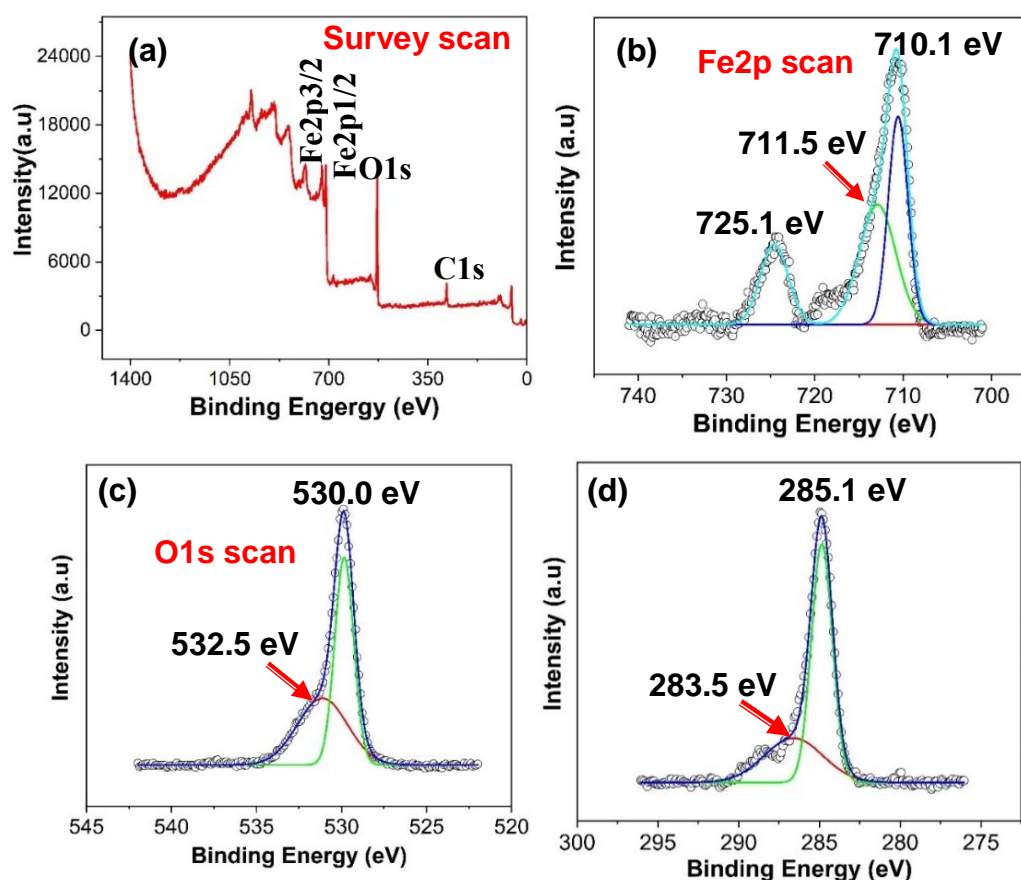 (a)
Survey scan
Fe2p3/2
Fe2p1/2
O1s
C1s
24000
18000
12000
6000
0
Intensity(a.u)
1400 1050 700 350 0
Binding Engergy (eV)
(b)
710.1 eV
Fe2p scan
711.5 eV
725.1 eV
Intensity (a.u)
740 730 720 710 700
Binding Energy (eV)
(c)
530.0 eV
O1s scan
532.5 eV
Intensity (a.u)
545 540 535 530 525 520
Binding Energy (eV)
(d)
285.1 eV
283.5 eV
Intensity (a.u)
300 295 290 285 280 275
Binding Energy (eV)